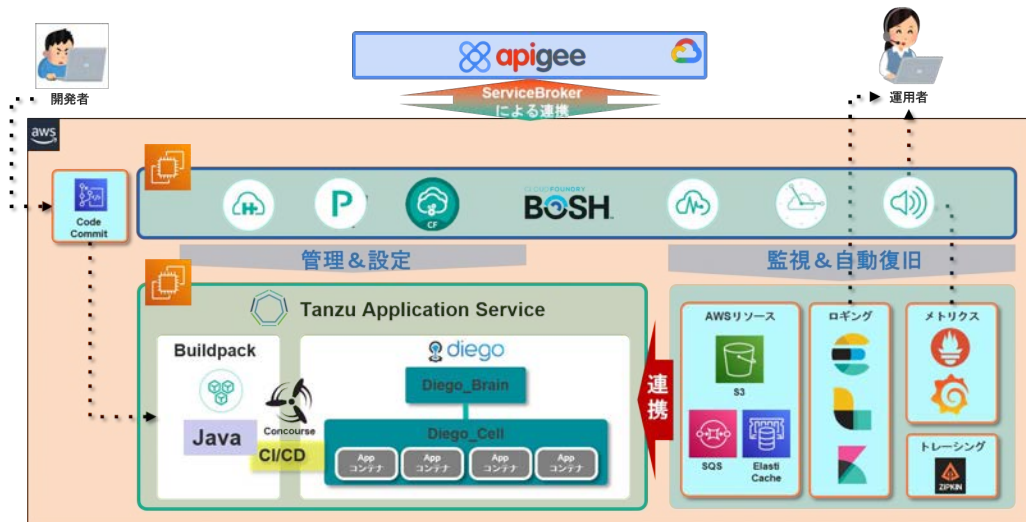 開発者
apigee
ServiceBroker
による連携
運用者
aws
Code
Commit
P
CF
CLOUD FOUNDRY
BOSH
管理&設定
監視&自動復旧
Tanzu Application Service
Buildpack
Java
Concourse
CI/CD
diego
Diego_Brain
Diego_Cell
App
コンテナ
App
コンテナ
App
コンテナ
App
コンテナ
連携
AWSリソース
S3
SQS
Elasti
Cache
ロギング
メトリクス
トレーシング
ZIPKIN